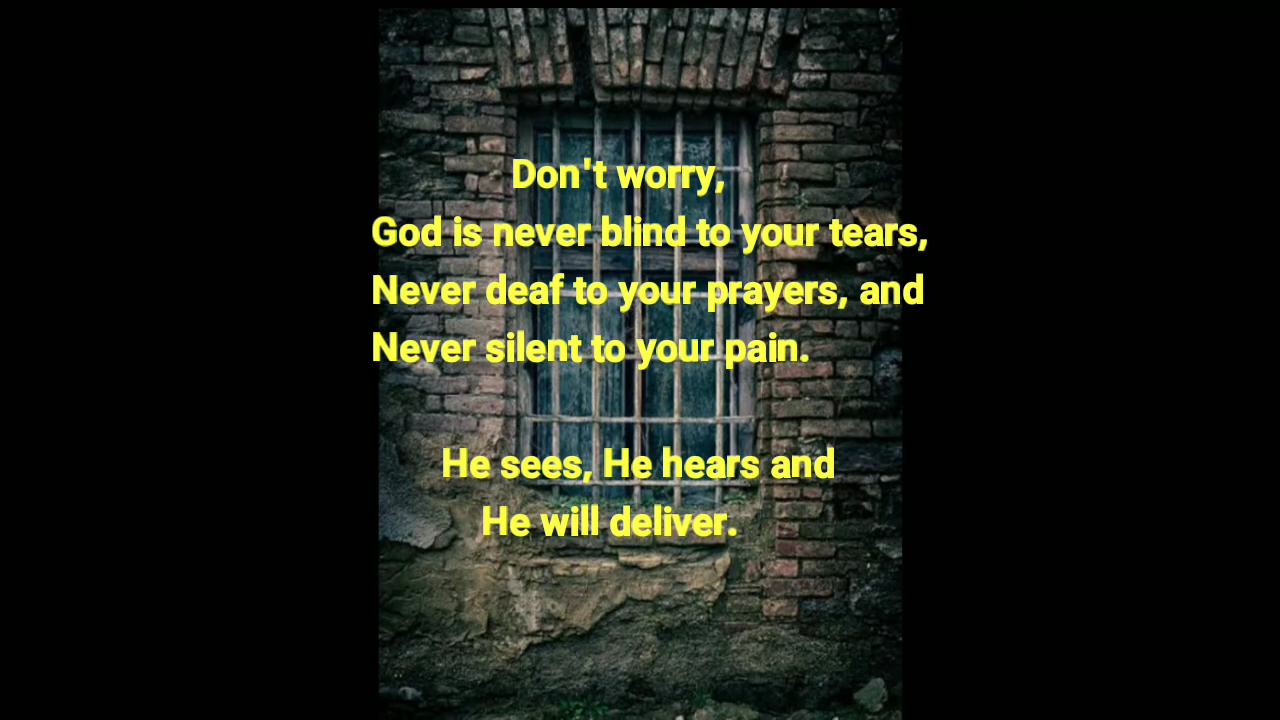 Don't worry,
God is never blind to your tears,
Never deaf to your prayers, and
Never silent to your pain.
He sees, He hears and
He will deliver.